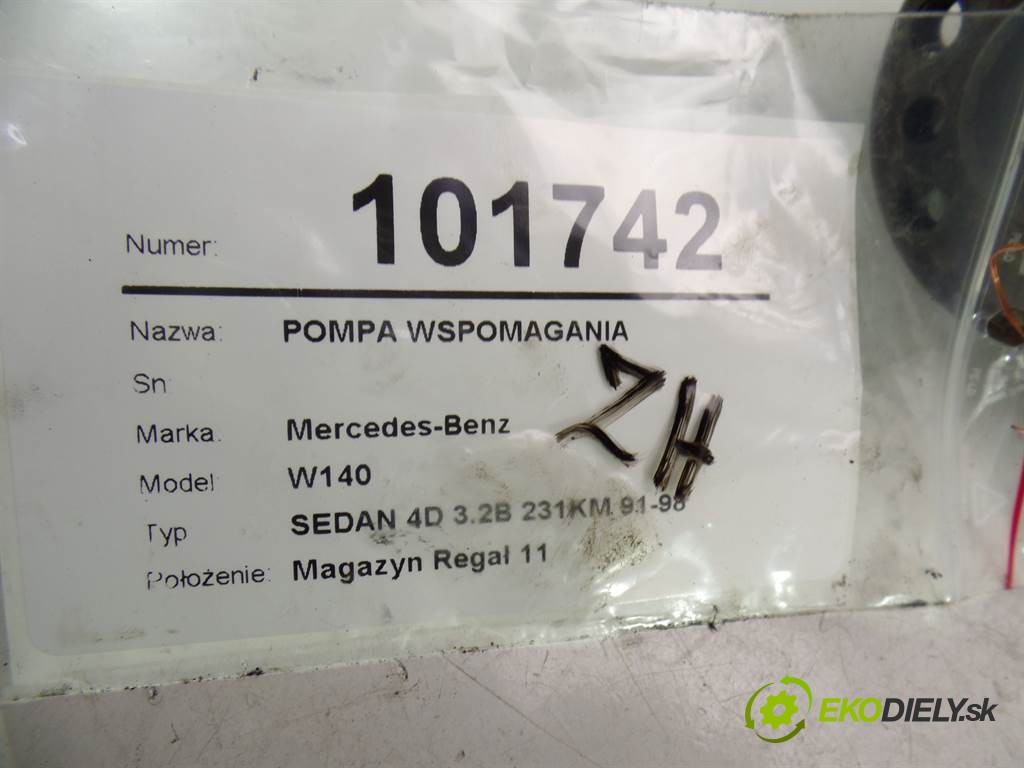 Numer: 101742
Nazwa: POMPA WSPOMAGANIA
Sn
Marka: Mercedes-Benz
Model W140
Typ SEDAN 4D 3.2B 231KM 91-98
Położenie: Magazyn Regał 11
EKODIELY.sk